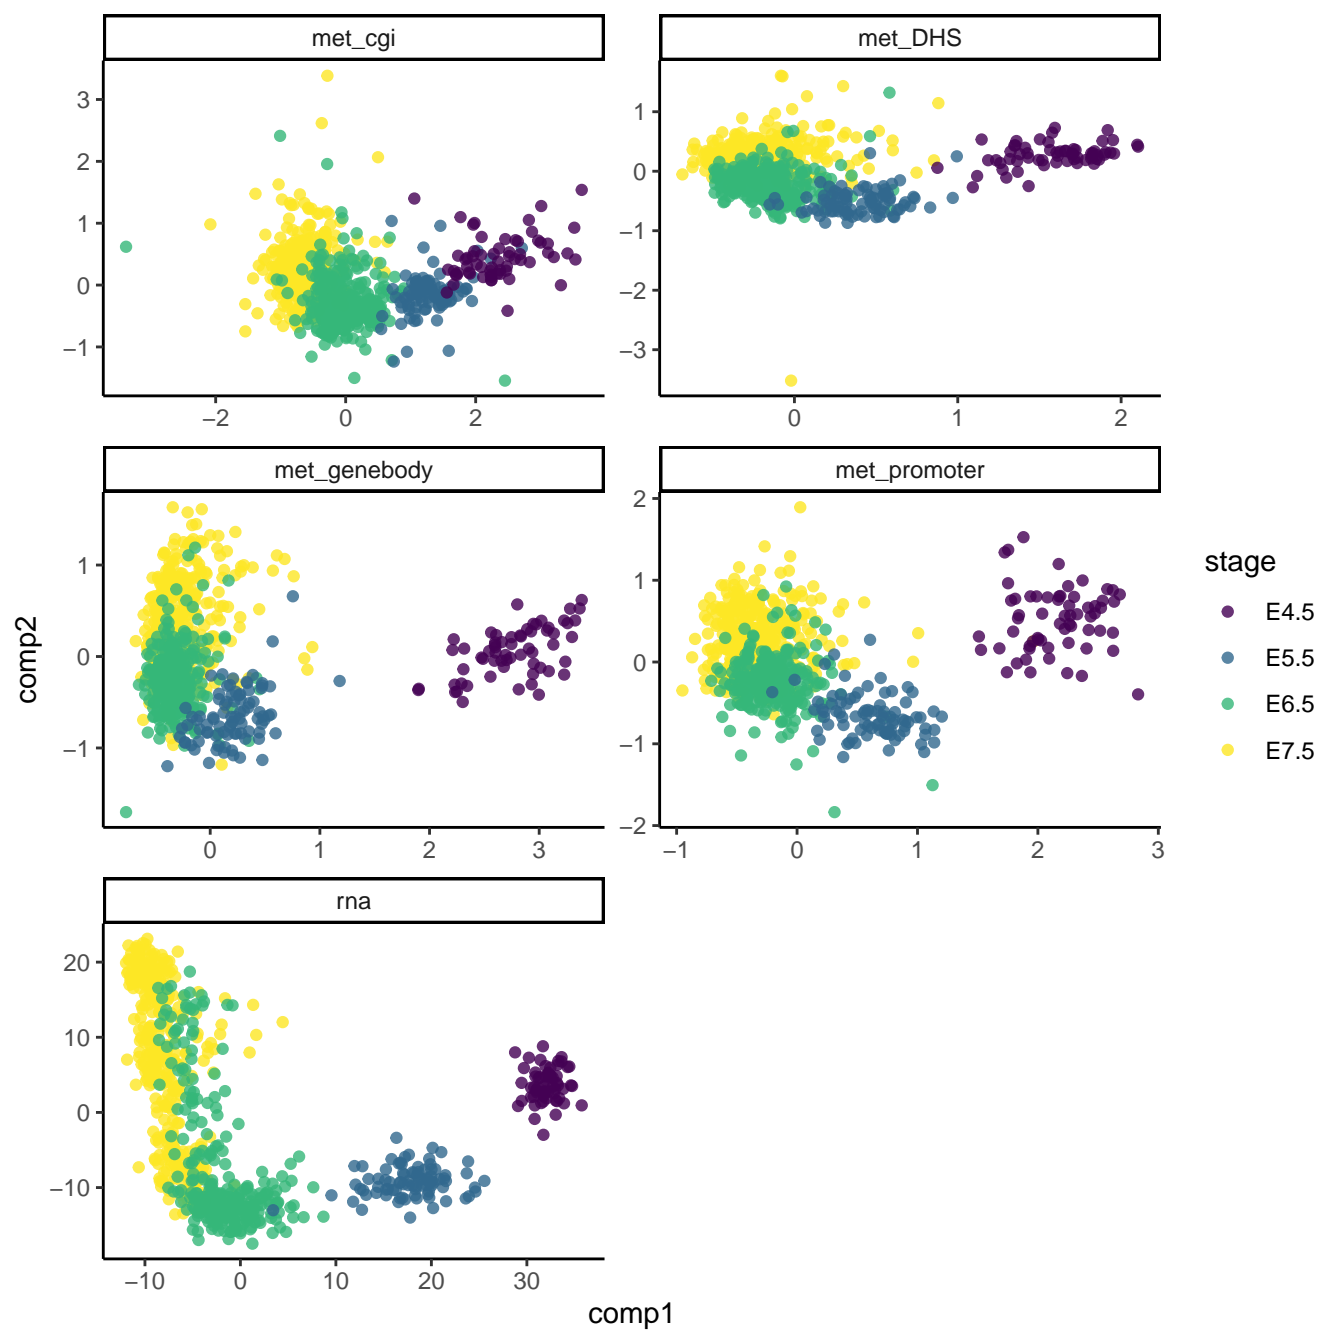 met_cgi
met_DHS
3
2
1
0
−1
1
0
−1
−2
−3
−2 0 2
0 1 2
met_genebody
met_promoter
1
0
−1
2
1
0
−1
−2
0 1 2 3
−1 0 1 2 3
rna
20
10
0
−10
−10 0 10 20 30
comp1
comp2
stage
E4.5
E5.5
E6.5
E7.5